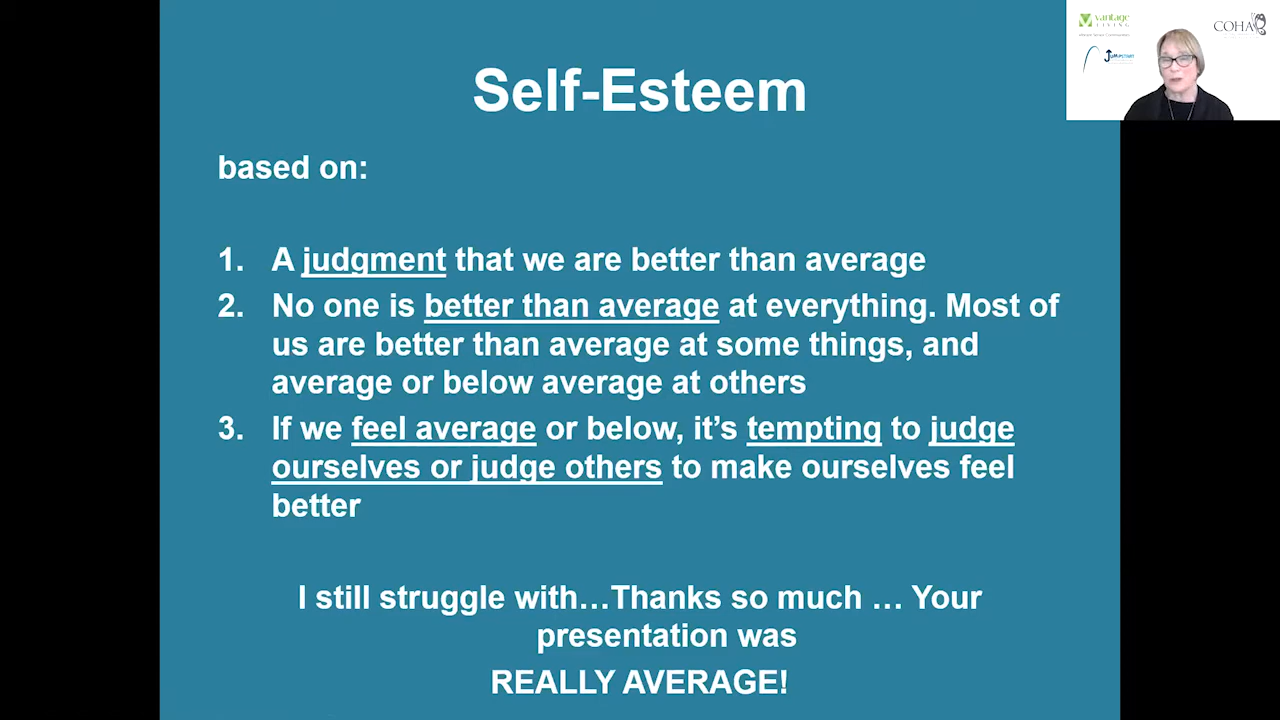 vantage
LIVING
COHA
JUMPSTART
Self-Esteem
based on:
1. A judgment that we are better than average
2. No one is better than average at everything. Most of
us are better than average at some things, and
average or below average at others
3. If we feel average or below, it’s tempting to judge
ourselves or judge others to make ourselves feel
better
I still struggle with…Thanks so much … Your
presentation was
REALLY AVERAGE!